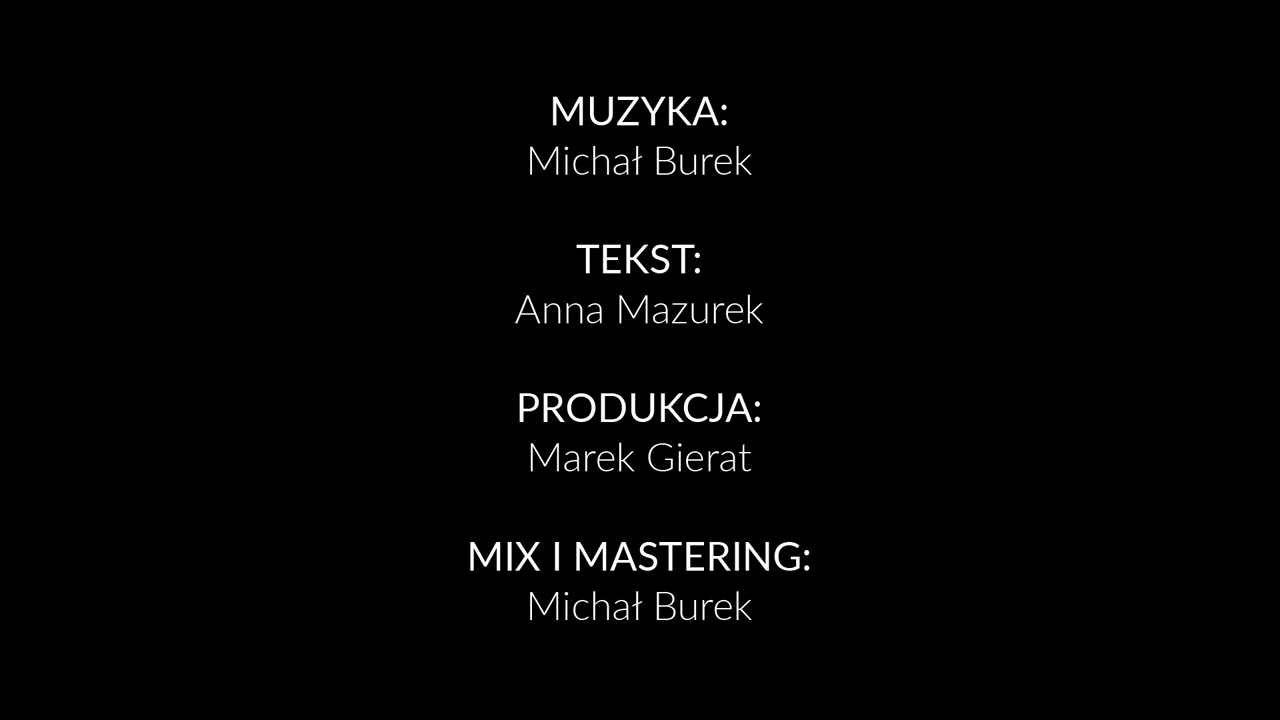 MUZYKA:
Michał Burek
TEKST:
Anna Mazurek
PRODUKCJA:
Marek Gierat
MIX I MASTERING:
Michał Burek